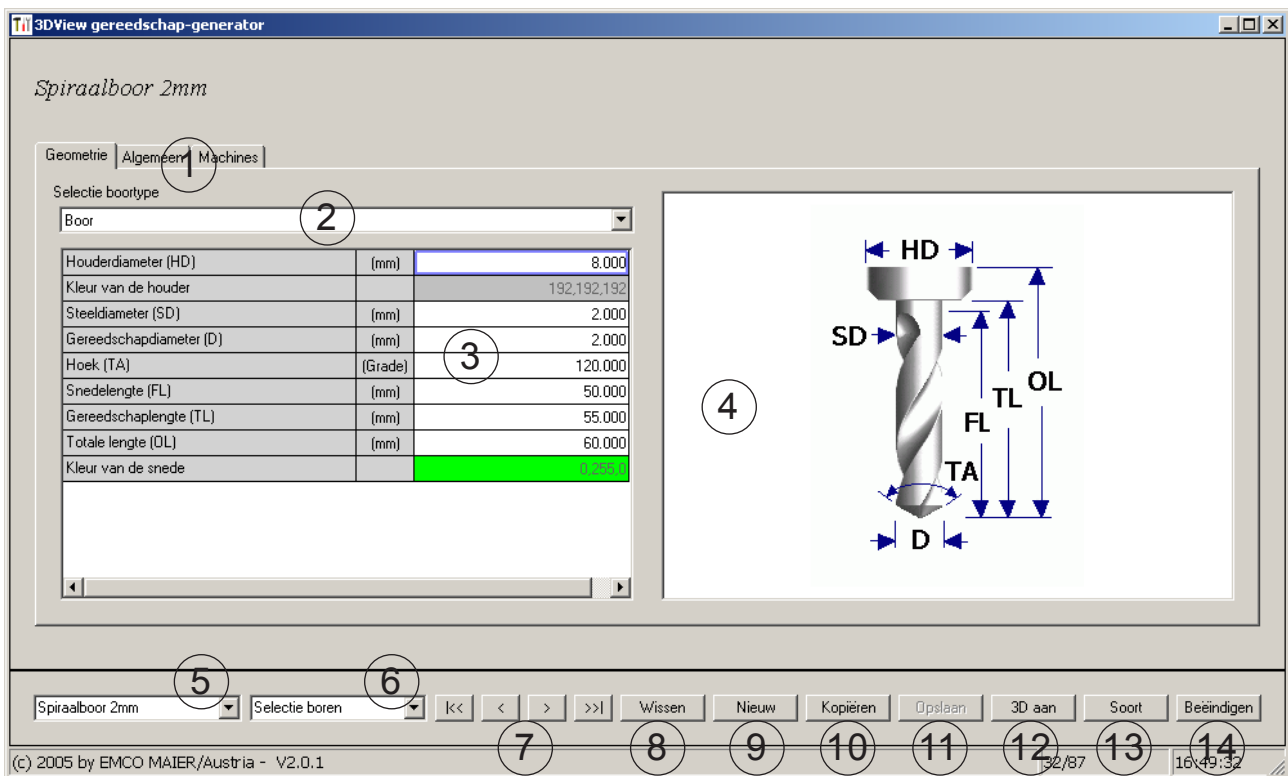 3DView gereedschap-generator
Spiraalboor 2mm
Geometrie Algemeen Machines
1
Selectie boortype
Boor
2
Houderdiameter (HD) (mm) 8.000
Kleur van de houder 192,192,192
Steeldiameter (SD) (mm) 2.000
Gereedschapdiameter (D) (mm) 2.000
Hoek (TA) (Grade) 120.000
Snedelengte (FL) (mm) 50.000
Gereedschaplengte (TL) (mm) 55.000
Totale lengte (OL) (mm) 60.000
Kleur van de snede 0,255,0
3
HD
SD
OL
TL
FL
TA
D
4
5 6
Spiraalboor 2mm Selectie boren |<< < > >>| Wissen Nieuw Kopiëren Opslaan 3D aan Soort Beëindigen
7 8 9 10 11 12 13 14
(c) 2005 by EMCO MAIER/Austria - V2.0.1 32/87 16:49:32